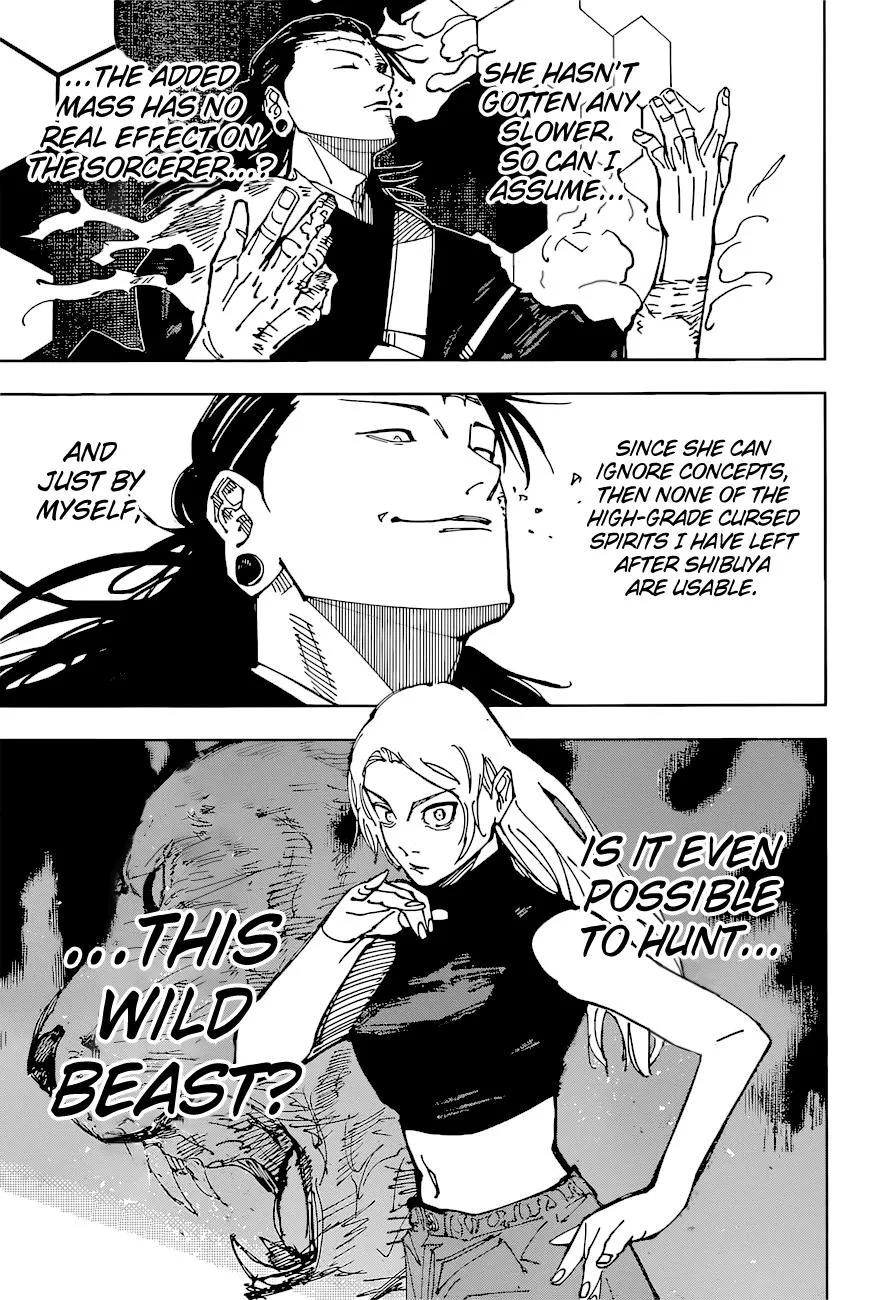 SHE HASN'T
GOTTEN ANY
SLOWER.
SO CAN I
ASSUME...
...THE ADDED
MASS HAS NO
REAL EFFECT ON
THE SORCERER...?
SINCE SHE CAN
IGNORE CONCEPTS,
THEN NONE OF THE
HIGH-GRADE CURSED
SPIRITS I HAVE LEFT
AFTER SHIBUYA
ARE USABLE.
AND
JUST BY
MYSELF,
IS IT EVEN
POSSIBLE
TO HUNT...
...THIS
WILD
BEAST?